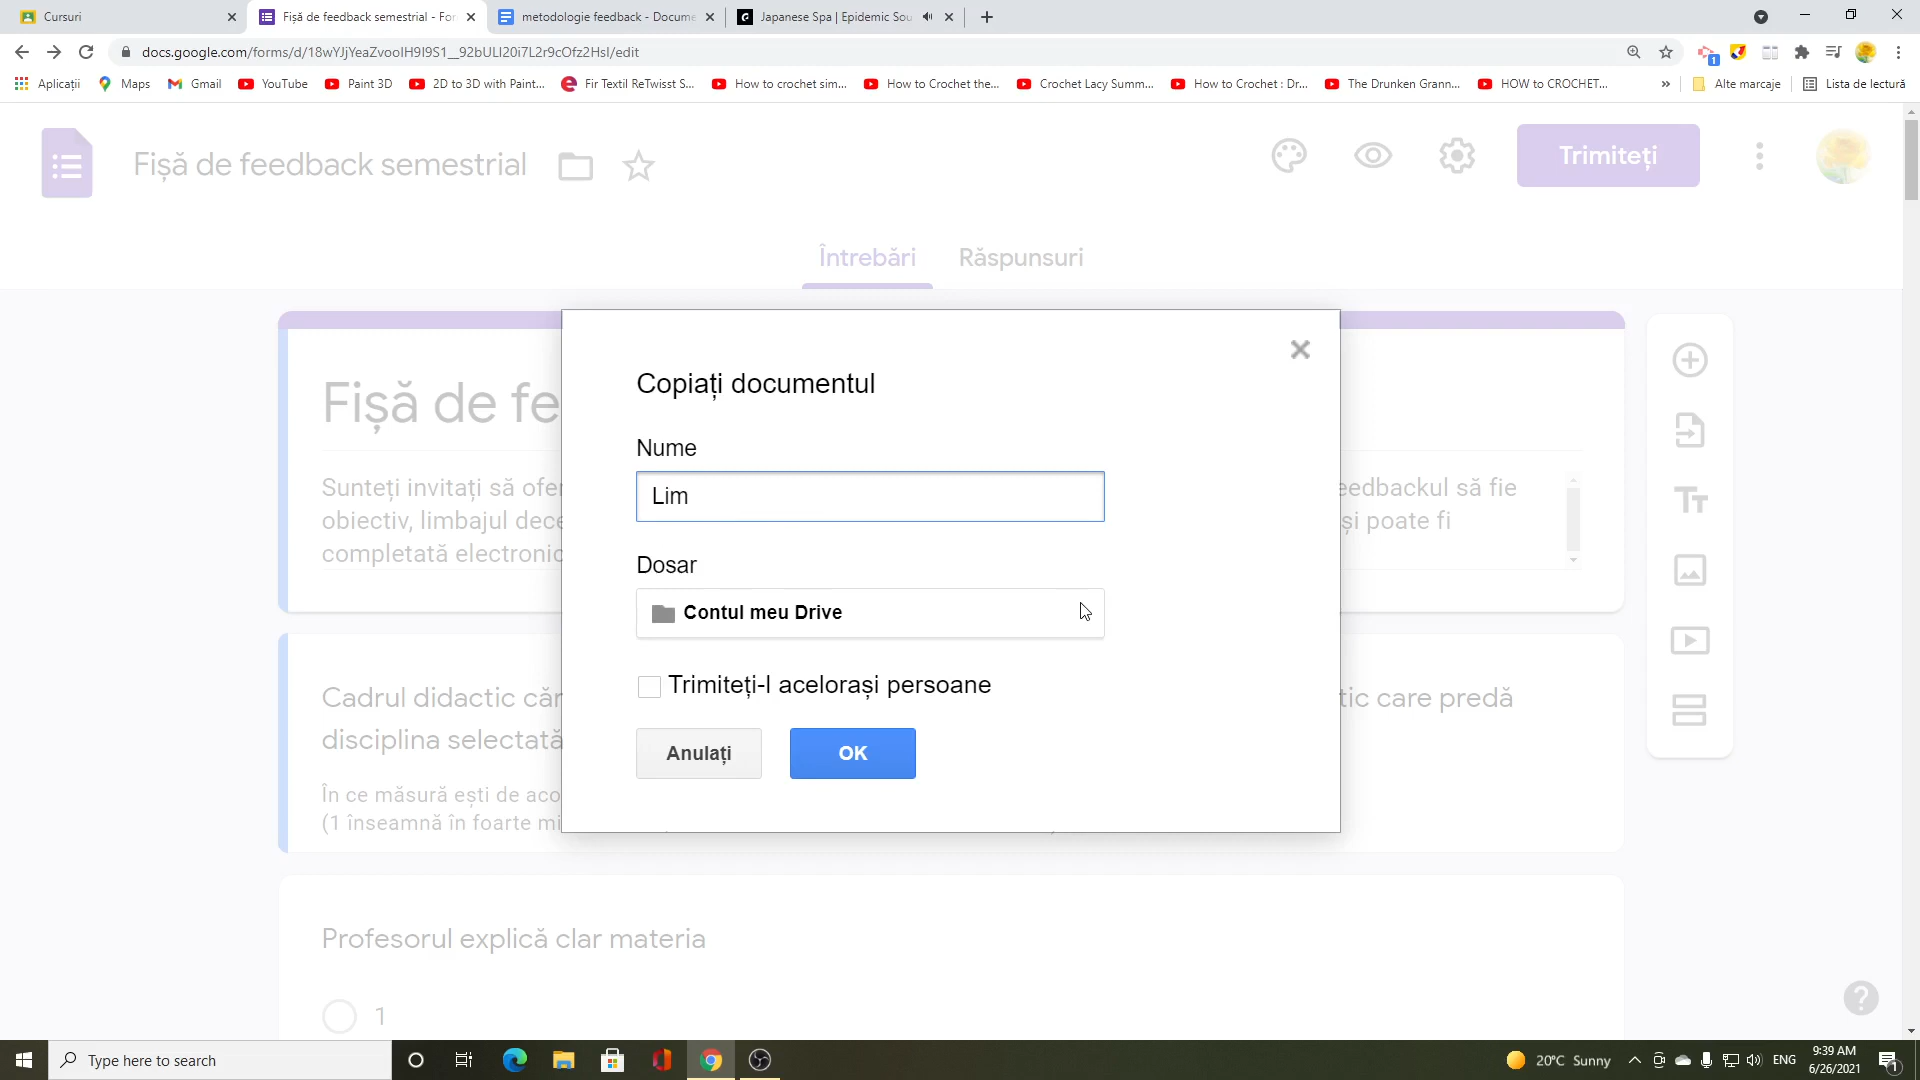 Cursuri
Fișă de feedback semestrial - For
metodologie feedback - Docume
Japanese Spa | Epidemic Sou
docs.google.com/forms/d/18wYJjYeaZvooIH9I9S1__92bULI20i7L2r9cOfz2HsI/edit
1
Aplicații
Maps
Gmail
YouTube
Paint 3D
2D to 3D with Paint...
Fir Textil ReTwisst S...
How to crochet sim...
How to Crochet the...
Crochet Lacy Summ...
How to Crochet : Dr...
The Drunken Grann...
HOW to CROCHET...
»
Alte marcaje
Lista de lectură
Fișă de feedback semestrial
Trimiteți
Întrebări
Răspunsuri
Copiați documentul
Fișă de fe
Nume
Lim
Sunteți invitați să ofe
eedbackul să fie
obiectiv, limbajul dece
și poate fi
completată electronic
Dosar
Contul meu Drive
Trimiteți-l acelorași persoane
Cadrul didactic căr
tic care predă
disciplina selectată
Anulați
OK
În ce măsură ești de aco
(1 înseamnă în foarte mi
Profesorul explică clar materia
1
Tт
?
Type here to search
20°C Sunny
ENG
9:39 AM
6/26/2021
1